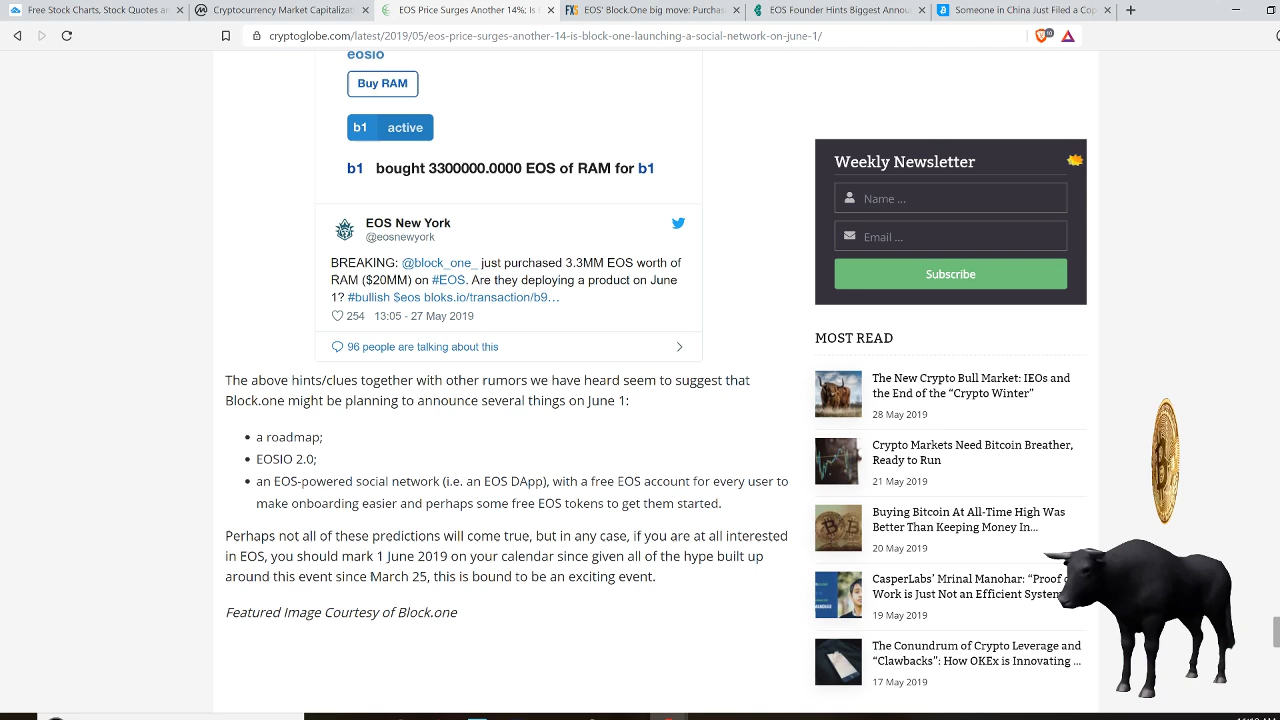 Free Stock Charts, Stock Quotes an
Cryptocurrency Market Capitalizati
EOS Price Surges Another 14%: Is B
EOS' Block.One big move: Purchas
EOS Founder Hints Biggest Annou
Someone in China Just Filed a Cop
cryptoglobe.com/latest/2019/05/eos-price-surges-another-14-is-block-one-launching-a-social-network-on-june-1/
eosio
Buy RAM
b1 active
b1 bought 3300000.0000 EOS of RAM for b1
EOS New York
@eosnewyork
BREAKING: @block_one_ just purchased 3.3MM EOS worth of
RAM ($20MM) on #EOS. Are they deploying a product on June
1? #bullish $eos bloks.io/transaction/b9…
254 13:05 - 27 May 2019
96 people are talking about this
The above hints/clues together with other rumors we have heard seem to suggest that
Block.one might be planning to announce several things on June 1:
• a roadmap;
• EOSIO 2.0;
• an EOS-powered social network (i.e. an EOS DApp), with a free EOS account for every user to
make onboarding easier and perhaps some free EOS tokens to get them started.
Perhaps not all of these predictions will come true, but in any case, if you are at all interested
in EOS, you should mark 1 June 2019 on your calendar since given all of the hype built up
around this event since March 25, this is bound to be an exciting event.
Featured Image Courtesy of Block.one
Weekly Newsletter
Name ...
Email ...
Subscribe
MOST READ
The New Crypto Bull Market: IEOs and
the End of the “Crypto Winter”
28 May 2019
Crypto Markets Need Bitcoin Breather,
Ready to Run
21 May 2019
Buying Bitcoin At All-Time High Was
Better Than Keeping Money In...
20 May 2019
CasperLabs’ Mrinal Manohar: “Proof
Work is Just Not an Efficient System
19 May 2019
The Conundrum of Crypto Leverage and
“Clawbacks”: How OKEx is Innovating ...
17 May 2019